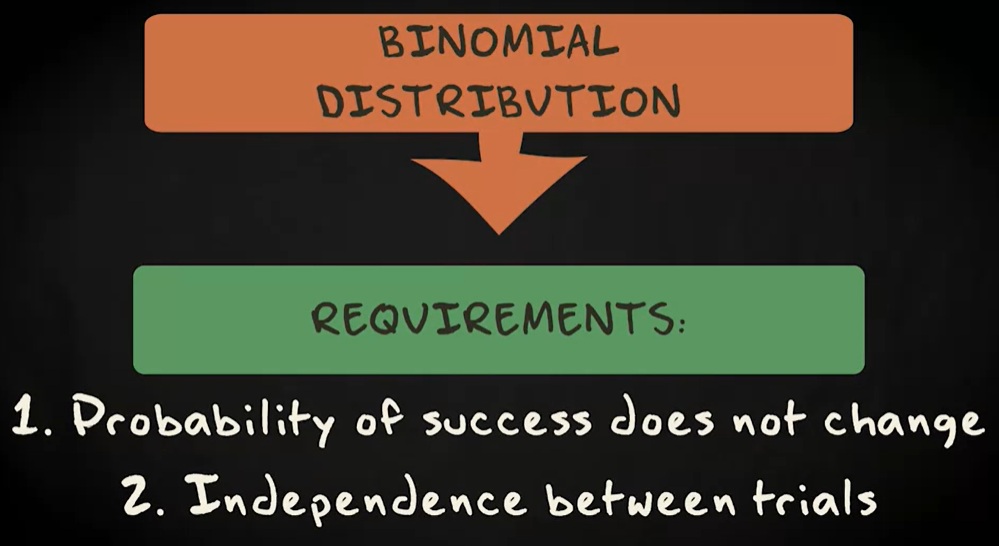 BINOMIAL
DISTRIBUTION
REQUIREMENTS:
1. Probability of success does not change
2. Independence between trials